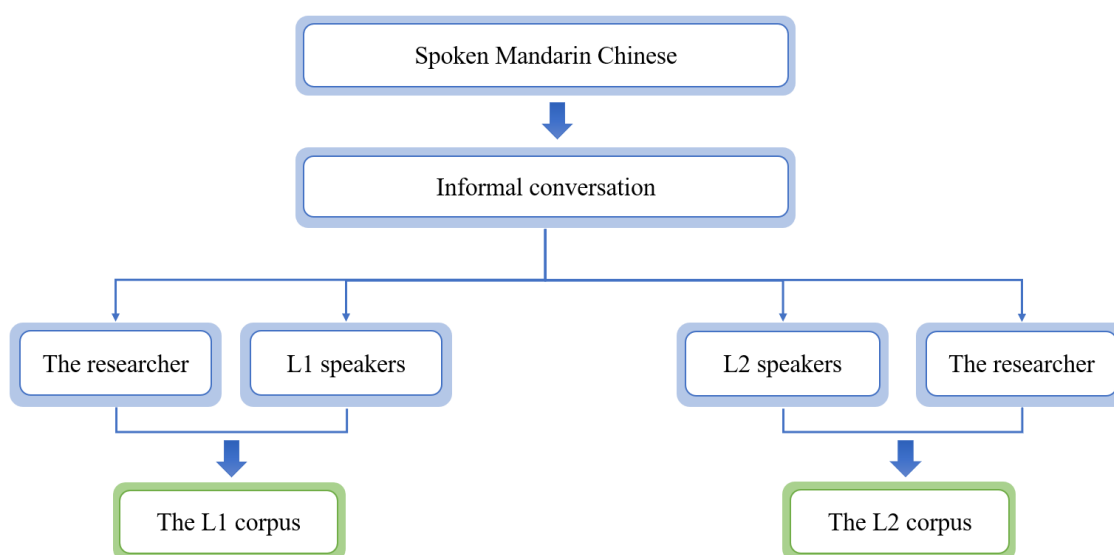 Spoken Mandarin Chinese
Informal conversation
The researcher
L1 speakers
L2 speakers
The researcher
The L1 corpus
The L2 corpus